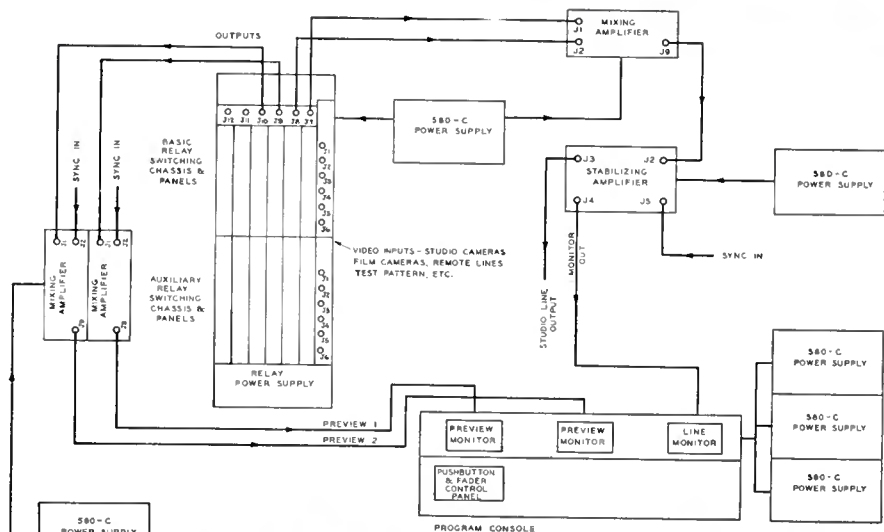 OUTPUTS
MIXING
AMPLIFIER
J1
J2
J9
580-C
POWER SUPPLY
J12
J11
J10
J9
J8
J7
BASIC
RELAY
SWITCHING
CHASSIS &
PANELS
J1
J2
J3
J4
J5
J6
SYNC IN
SYNC IN
J3
J2
STABILIZING
AMPLIFIER
J4
J5
580-C
POWER SUPPLY
SYNC IN
MONITOR
OUT
STUDIO LINE
OUTPUT
VIDEO INPUTS - STUDIO CAMERAS
FILM CAMERAS, REMOTE LINES
TEST PATTERN, ETC.
J1
J2
J1
J2
MIXING
AMPLIFIER
MIXING
AMPLIFIER
J9
J9
AUXILIARY
RELAY
SWITCHING
CHASSIS &
PANELS
J1
J2
J3
J4
J5
J6
RELAY
POWER SUPPLY
PREVIEW 1
PREVIEW 2
PREVIEW
MONITOR
PREVIEW
MONITOR
LINE
MONITOR
PUSHBUTTON
& FADER
CONTROL
PANEL
PROGRAM CONSOLE
580-C
POWER SUPPLY
580-C
POWER SUPPLY
580-C
POWER SUPPLY
580-C
POWER SUPPLY